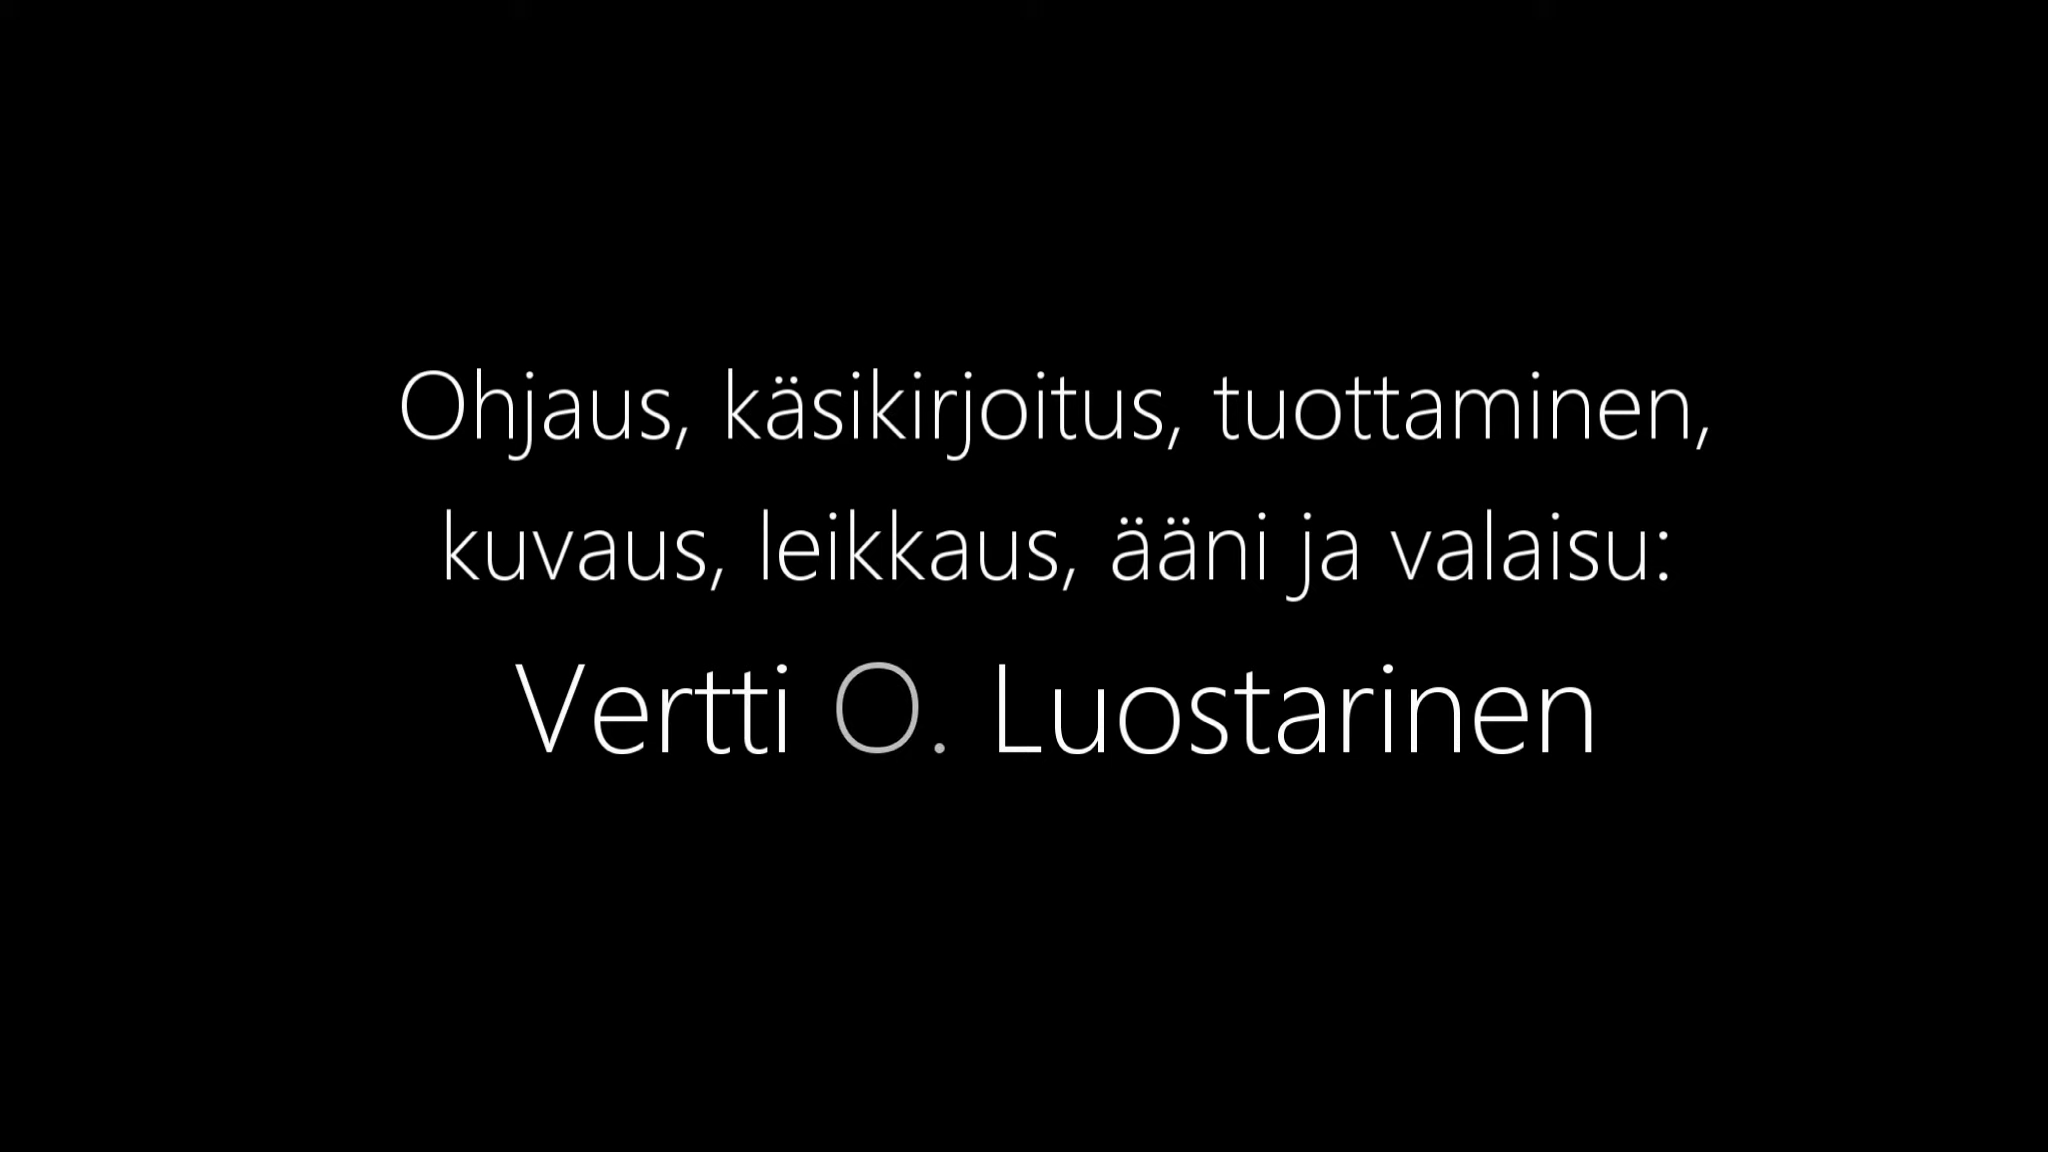 Ohjaus, käsikirjoitus, tuottaminen,
kuvaus, leikkaus, ääni ja valaisu:
Vertti O. Luostarinen